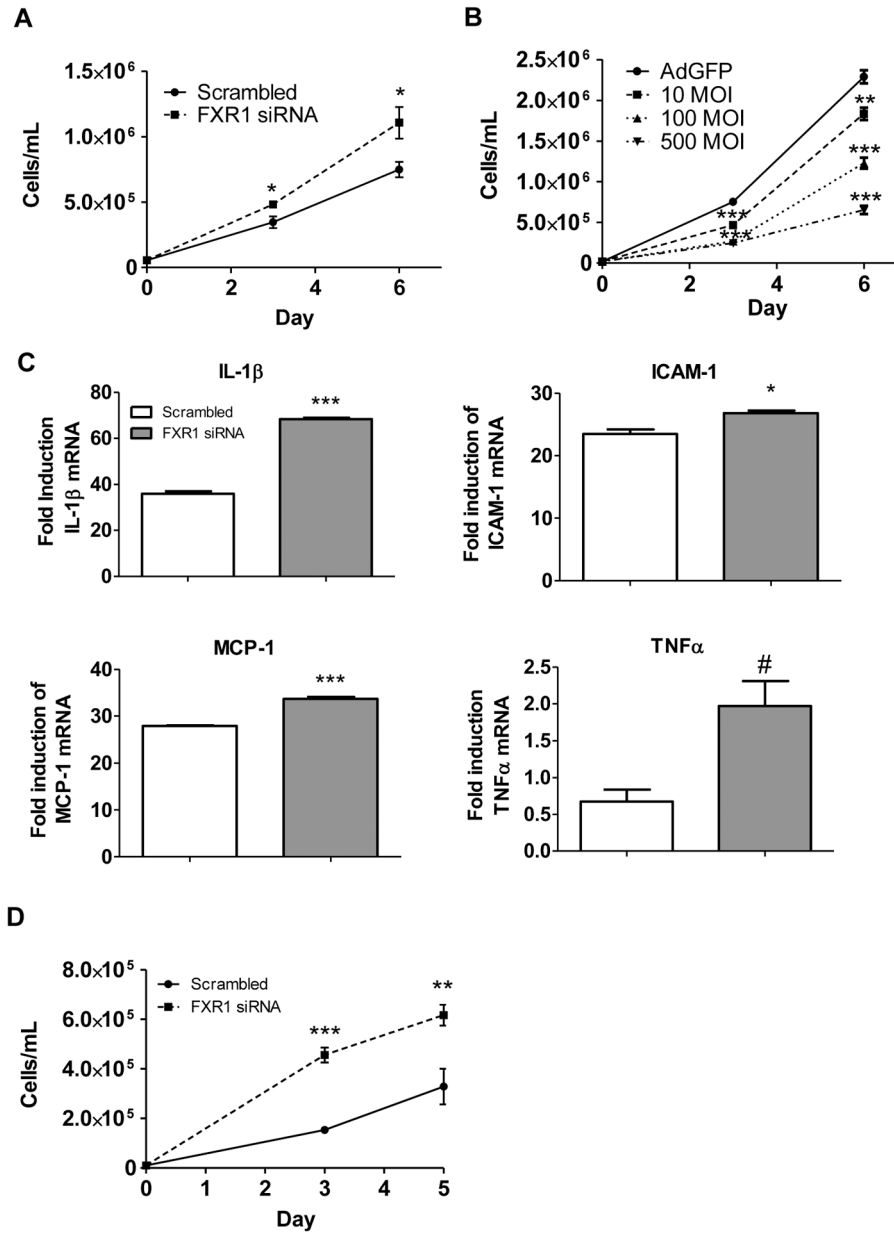 A
1.5×10⁶
1.0×10⁶
5.0×10⁵
0
Cells/mL
Scrambled
FXR1 siRNA
*
*
0 2 4 6
Day
B
2.5×10⁶
2.0×10⁶
1.5×10⁶
1.0×10⁶
5.0×10⁵
0
Cells/mL
AdGFP
10 MOI
100 MOI
500 MOI
**
***
***
***
***
0 2 4 6
Day
C
IL-1β
80
60
40
20
0
Fold Induction
IL-1β mRNA
Scrambled
FXR1 siRNA
***
ICAM-1
30
20
10
0
Fold induction of
ICAM-1 mRNA
*
MCP-1
40
30
20
10
0
Fold induction of
MCP-1 mRNA
***
TNFα
2.5
2.0
1.5
1.0
0.5
0.0
Fold induction
TNFα mRNA
#
D
8.0×10⁵
6.0×10⁵
4.0×10⁵
2.0×10⁵
0
Cells/mL
Scrambled
FXR1 siRNA
***
**
0 1 2 3 4 5
Day